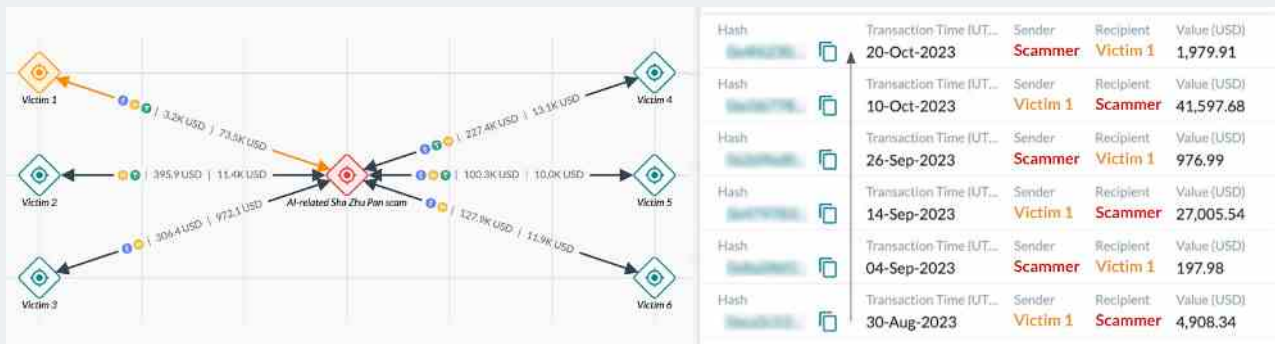 Victim 1
3.2K USD | 73.5K USD
Victim 2
395.9 USD | 11.4K USD
Victim 3
306.4 USD | 972.1 USD
AI-related Sha Zhu Pan scam
227.4K USD | 13.1K USD
Victim 4
100.3K USD | 10.0K USD
Victim 5
127.9K USD | 11.9K USD
Victim 6
Hash Transaction Time (UT... Sender Recipient Value (USD)
20-Oct-2023 Scammer Victim 1 1,979.91
Hash Transaction Time (UT... Sender Recipient Value (USD)
10-Oct-2023 Victim 1 Scammer 41,597.68
Hash Transaction Time (UT... Sender Recipient Value (USD)
26-Sep-2023 Scammer Victim 1 976.99
Hash Transaction Time (UT... Sender Recipient Value (USD)
14-Sep-2023 Victim 1 Scammer 27,005.54
Hash Transaction Time (UT... Sender Recipient Value (USD)
04-Sep-2023 Scammer Victim 1 197.98
Hash Transaction Time (UT... Sender Recipient Value (USD)
30-Aug-2023 Victim 1 Scammer 4,908.34